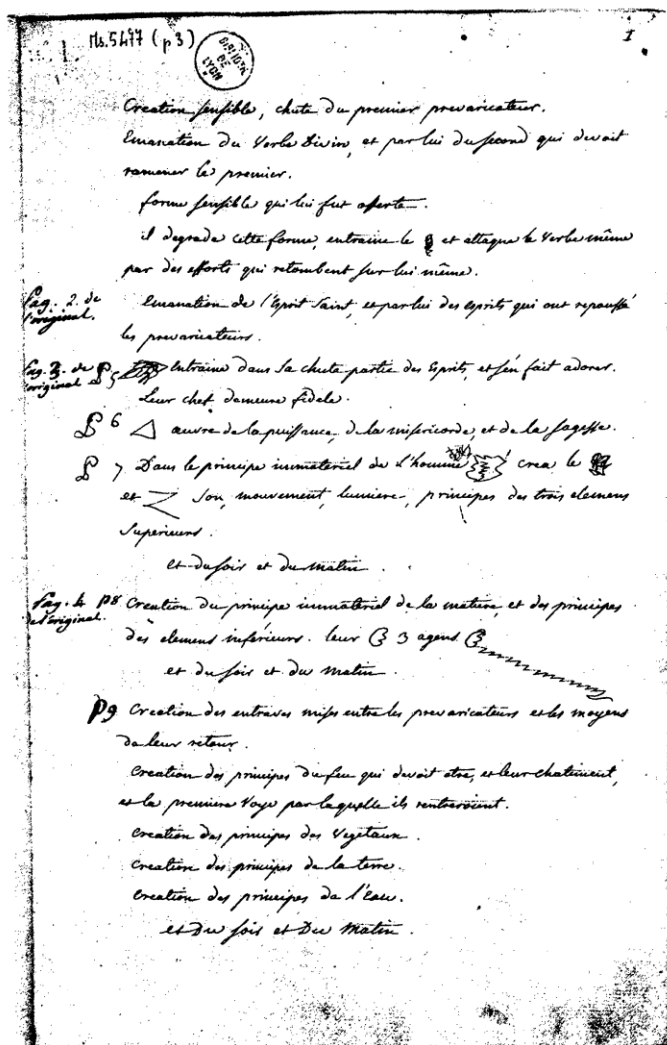 Ms. 5477 (p3)
BIBLIOTH. DE LYON
I
Creation sensible, chute du premier prevaricateur.
Emanation du Verbe Divin, et par lui du second qui devoit
ramener le premier.
forme sensible qui lui fut offerte.
il degrada cette forme, entraine le et attaque le Verbe même
par des efforts qui retombent sur lui même.
Pag. 2. de l'original.
Emanation de l'Esprit Saint, et par lui des esprits qui ont repoussé
les prevaricateurs.
Pag. 3. de l'original
5 Entraine dans sa chute partie des Esprits, et s'en fait adorer.
Leur chef demeure fidele.
6 œuvre de la puissance, de la misericorde, et de la sagesse.
7 Dans le principe immateriel de L'homme crea le
et son, mouvement, lumiere, principes des trois elemens
Superieurs.
et du soir et du matin.
Pag. 4 de l'original.
p8 Creation du principe immateriel de la matiere, et des principes
des elemens inférieurs. leur 3 agens
et du soir et du matin.
p9 Creation des entraves mises entre les prevaricateurs et les moyens
de leur retour.
Creation des principes du feu qui devoit etre, et leur chatiment,
et la premiere voye par laquelle ils rentreroient.
Creation des principes des Vegetaux.
Creation des principes de la terre.
Creation des principes de l'Eau.
et Du soir et Du Matin.